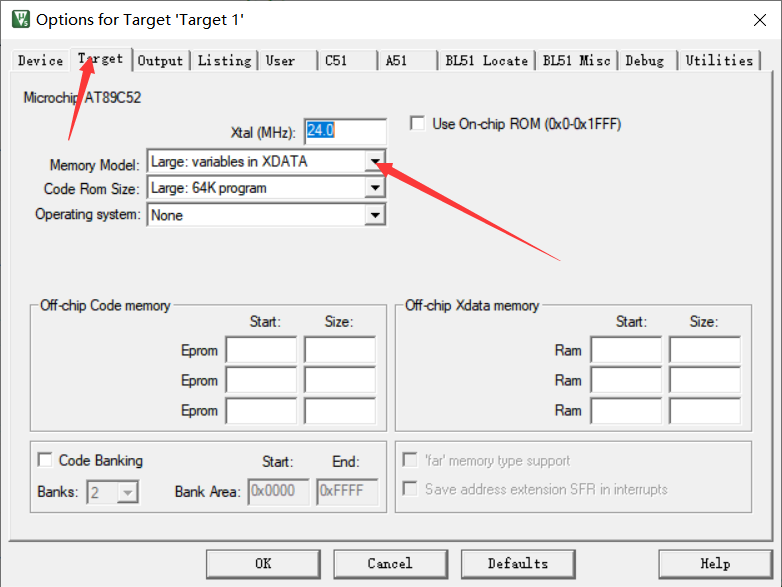 Options for Target 'Target 1'
Device Target Output Listing User C51 A51 BL51 Locate BL51 Misc Debug Utilities
Microchip AT89C52
Xtal (MHz): 24.0 Use On-chip ROM (0x0-0x1FFF)
Memory Model: Large: variables in XDATA
Code Rom Size: Large: 64K program
Operating system: None
Off-chip Code memory
Start: Size:
Eprom
Eprom
Eprom
Off-chip Xdata memory
Start: Size:
Ram
Ram
Ram
Code Banking Start: End:
Banks: 2 Bank Area: 0x0000 0xFFFF
'far' memory type support
Save address extension SFR in interrupts
OK Cancel Defaults Help